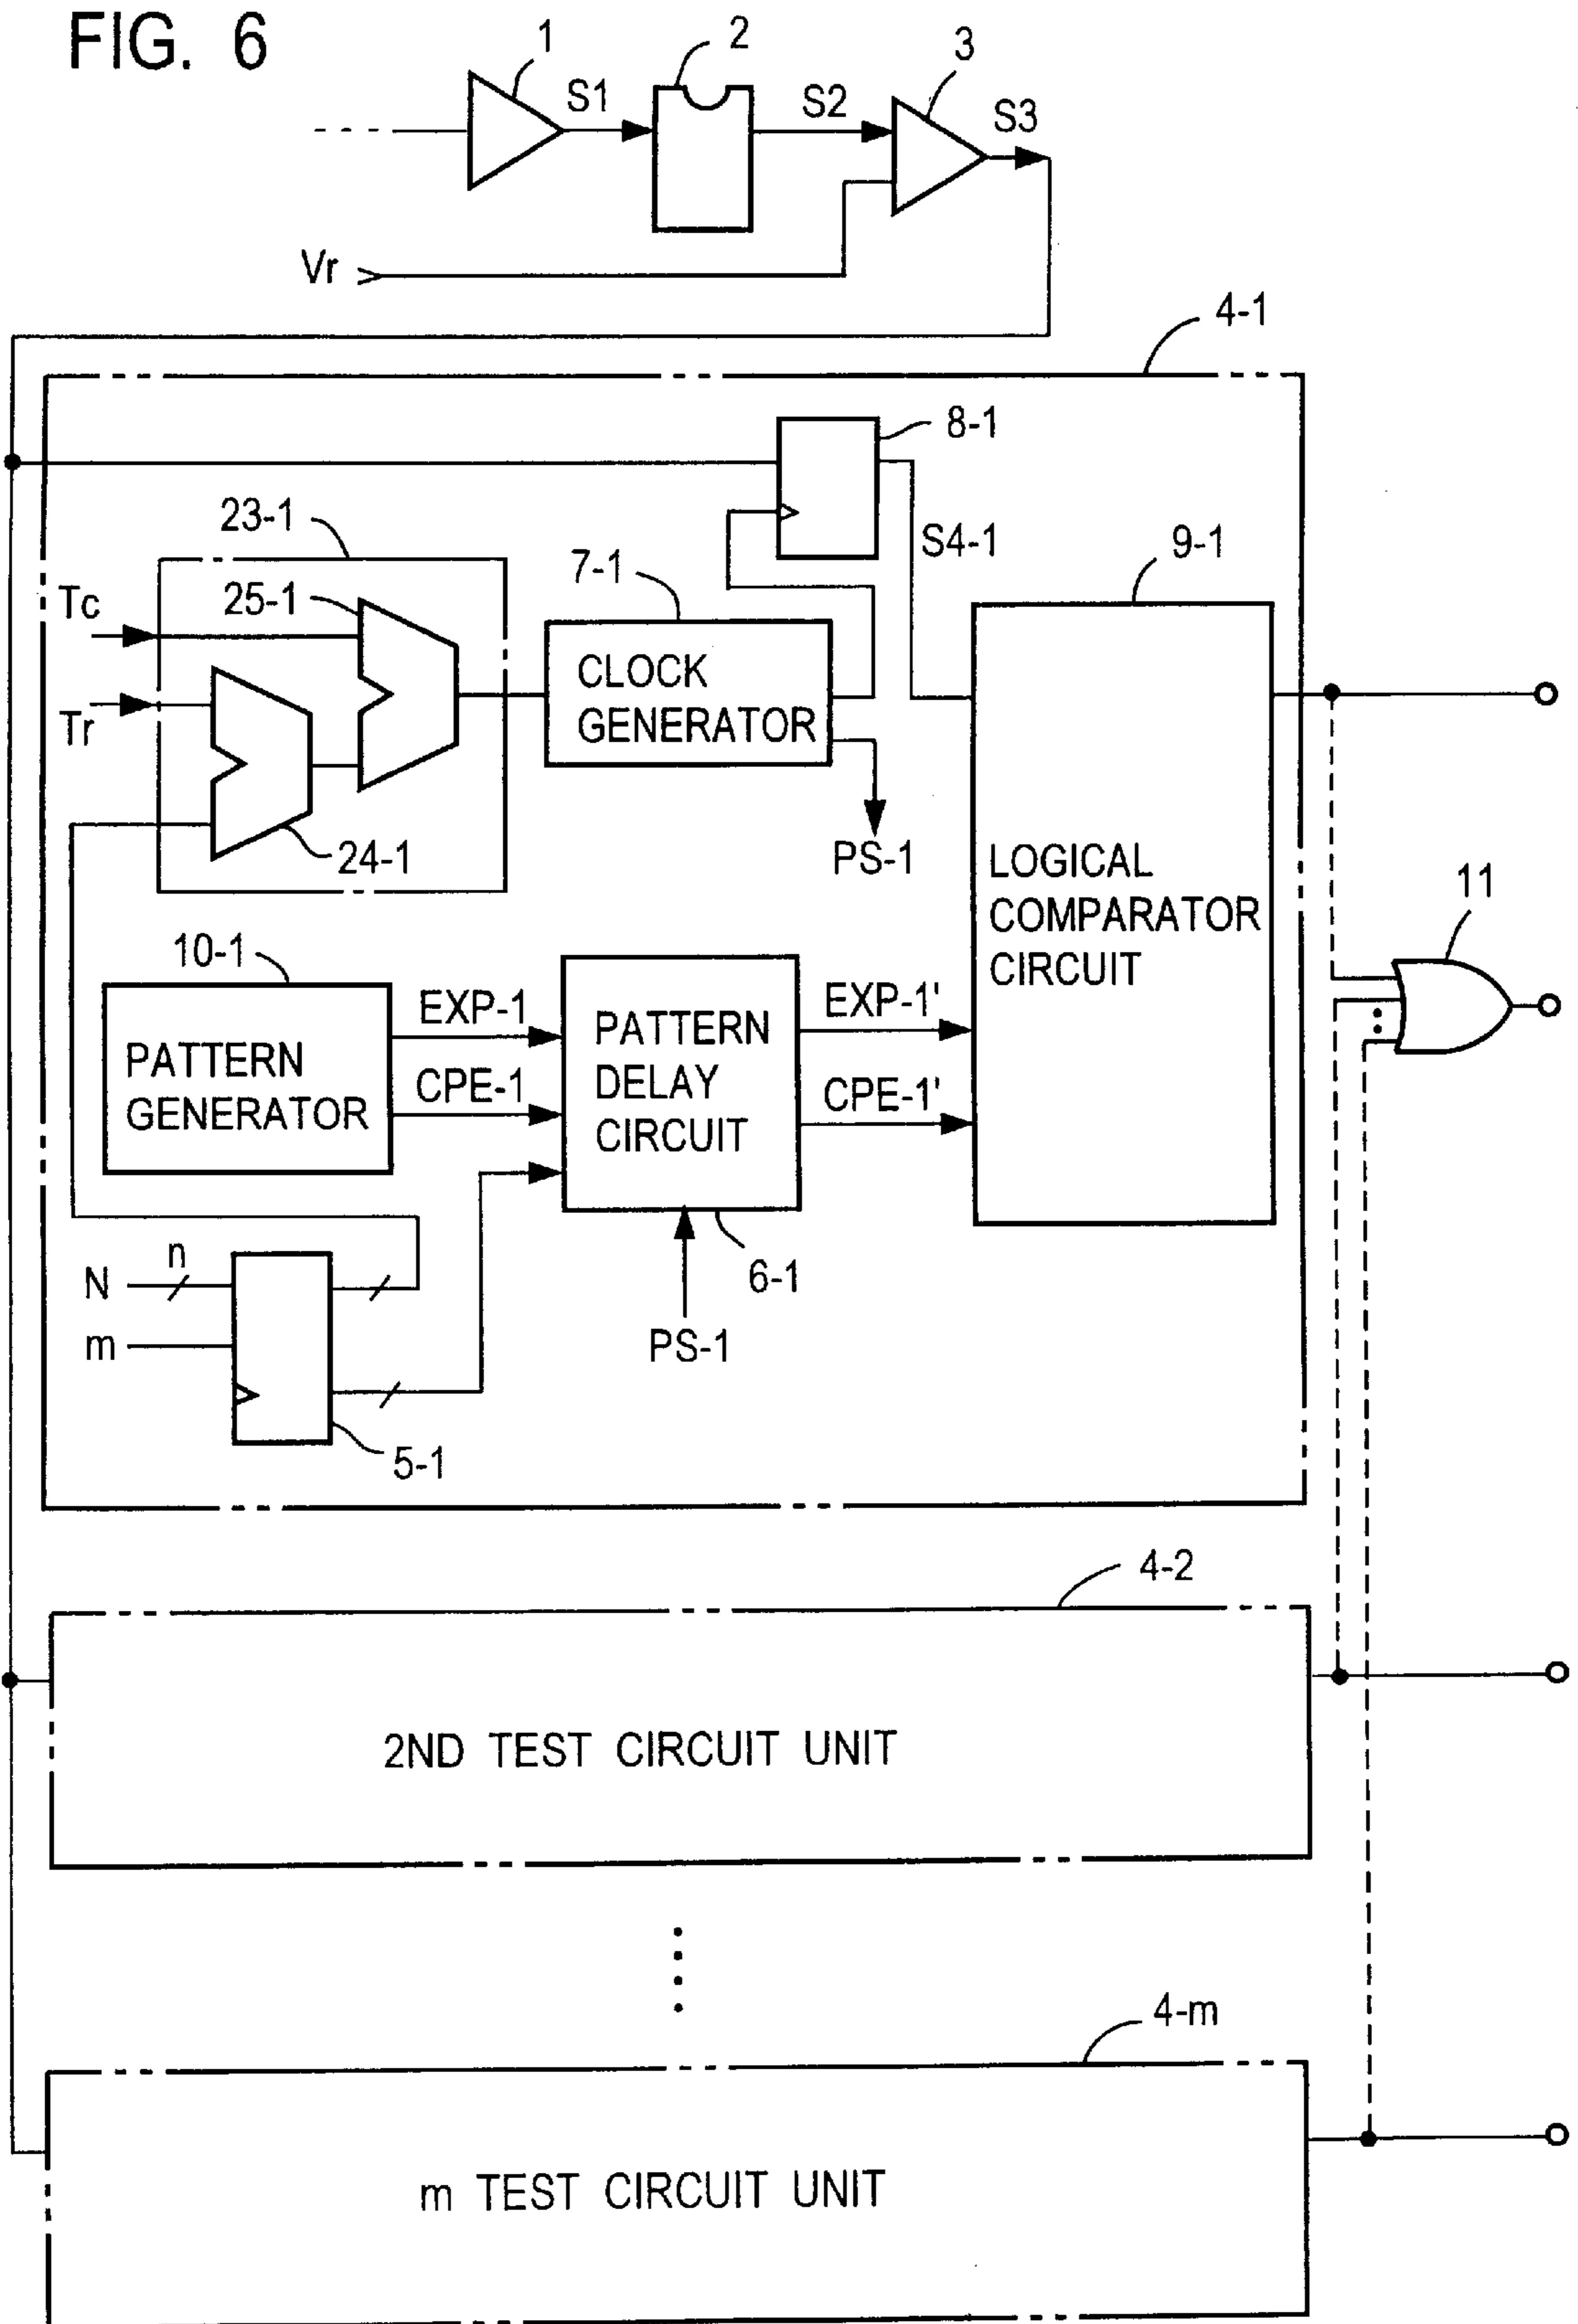 FIG. 6
1
2
3
S1
S2
S3
Vr
4-1
8-1
23-1
S4-1
7-1
9-1
Tc
25-1
CLOCK
GENERATOR
Tr
24-1
PS-1
LOGICAL
COMPARATOR
CIRCUIT
11
10-1
EXP-1
EXP-1'
PATTERN
GENERATOR
PATTERN
DELAY
CIRCUIT
CPE-1
CPE-1'
n
N
6-1
m
PS-1
5-1
4-2
2ND TEST CIRCUIT UNIT
4-m
m TEST CIRCUIT UNIT